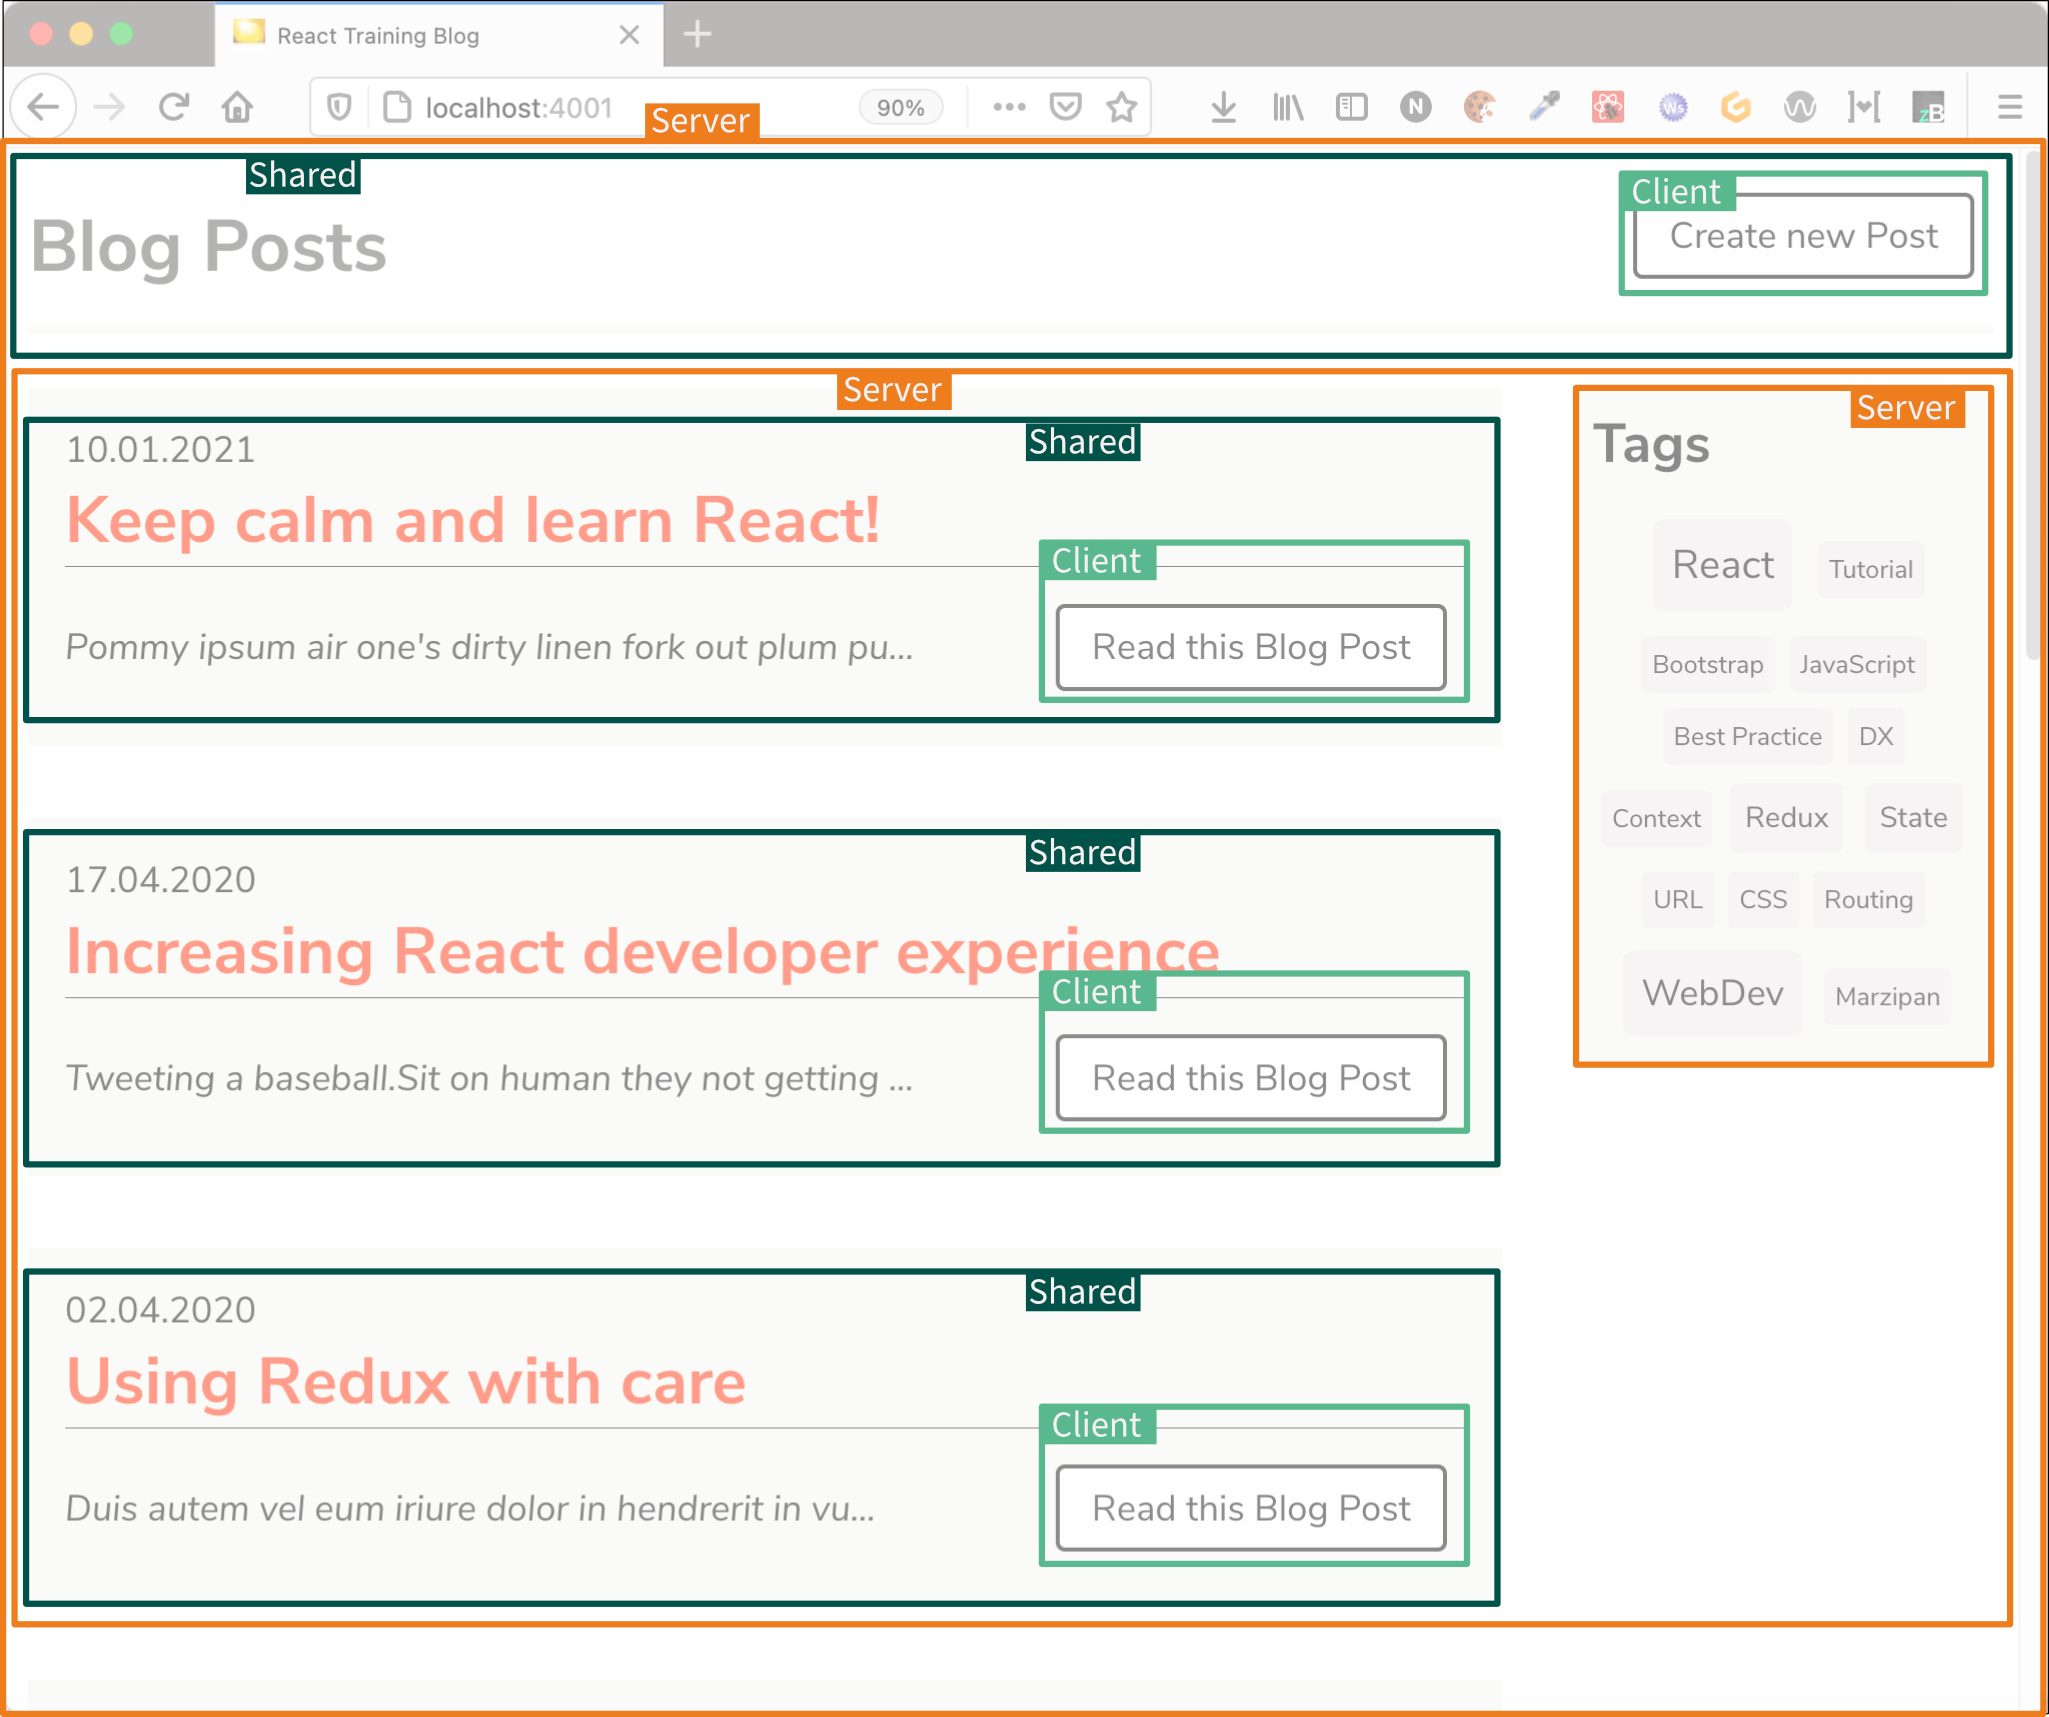 React Training Blog
localhost:4001
90%
N
Ws
zB
Server
Shared
Client
Blog Posts
Create new Post
Server
Shared
10.01.2021
Keep calm and learn React!
Client
Pommy ipsum air one's dirty linen fork out plum pu...
Read this Blog Post
Shared
17.04.2020
Increasing React developer experience
Client
Tweeting a baseball.Sit on human they not getting ...
Read this Blog Post
Shared
02.04.2020
Using Redux with care
Client
Duis autem vel eum iriure dolor in hendrerit in vu...
Read this Blog Post
Server
Tags
React Tutorial
Bootstrap JavaScript
Best Practice DX
Context Redux State
URL CSS Routing
WebDev Marzipan